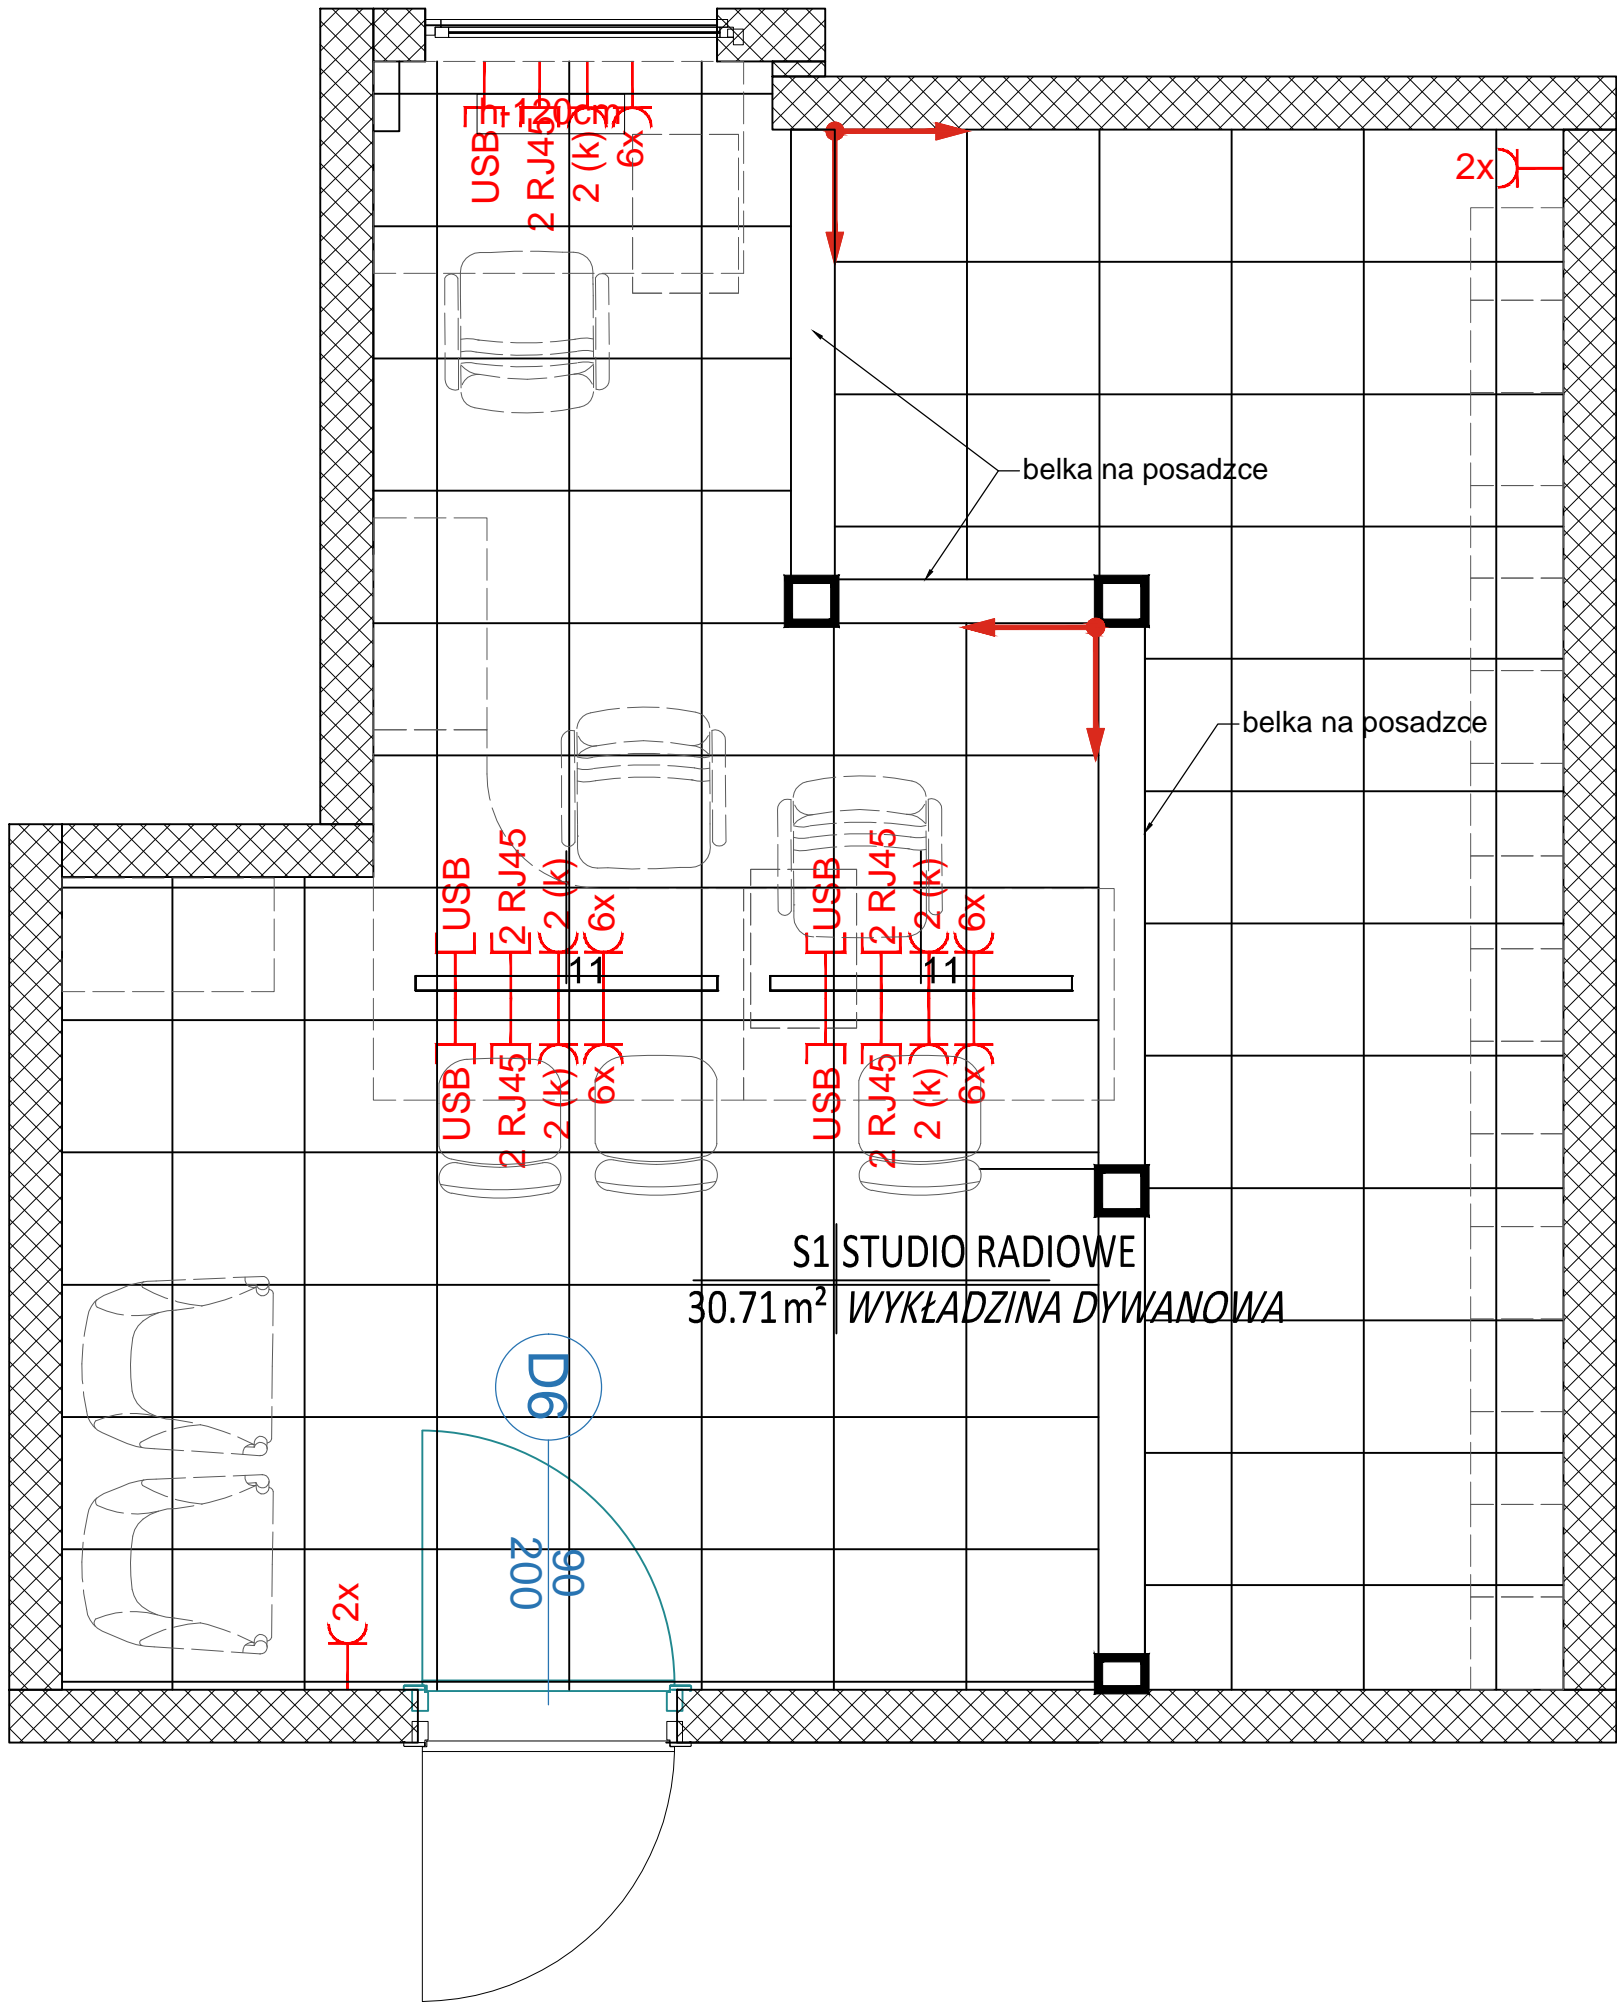 h-120cm
USB
2 RJ45
2 (k)
6x
2x
belka na posadzce
belka na posadzce
USB
2 RJ45
2 (k)
6x
USB
2 RJ45
2 (k)
6x
11
11
USB
2 RJ45
2 (k)
6x
USB
2 RJ45
2 (k)
6x
S1 STUDIO RADIOWE
30.71 m² WYKŁADZINA DYWANOWA
D6
90
200
2x